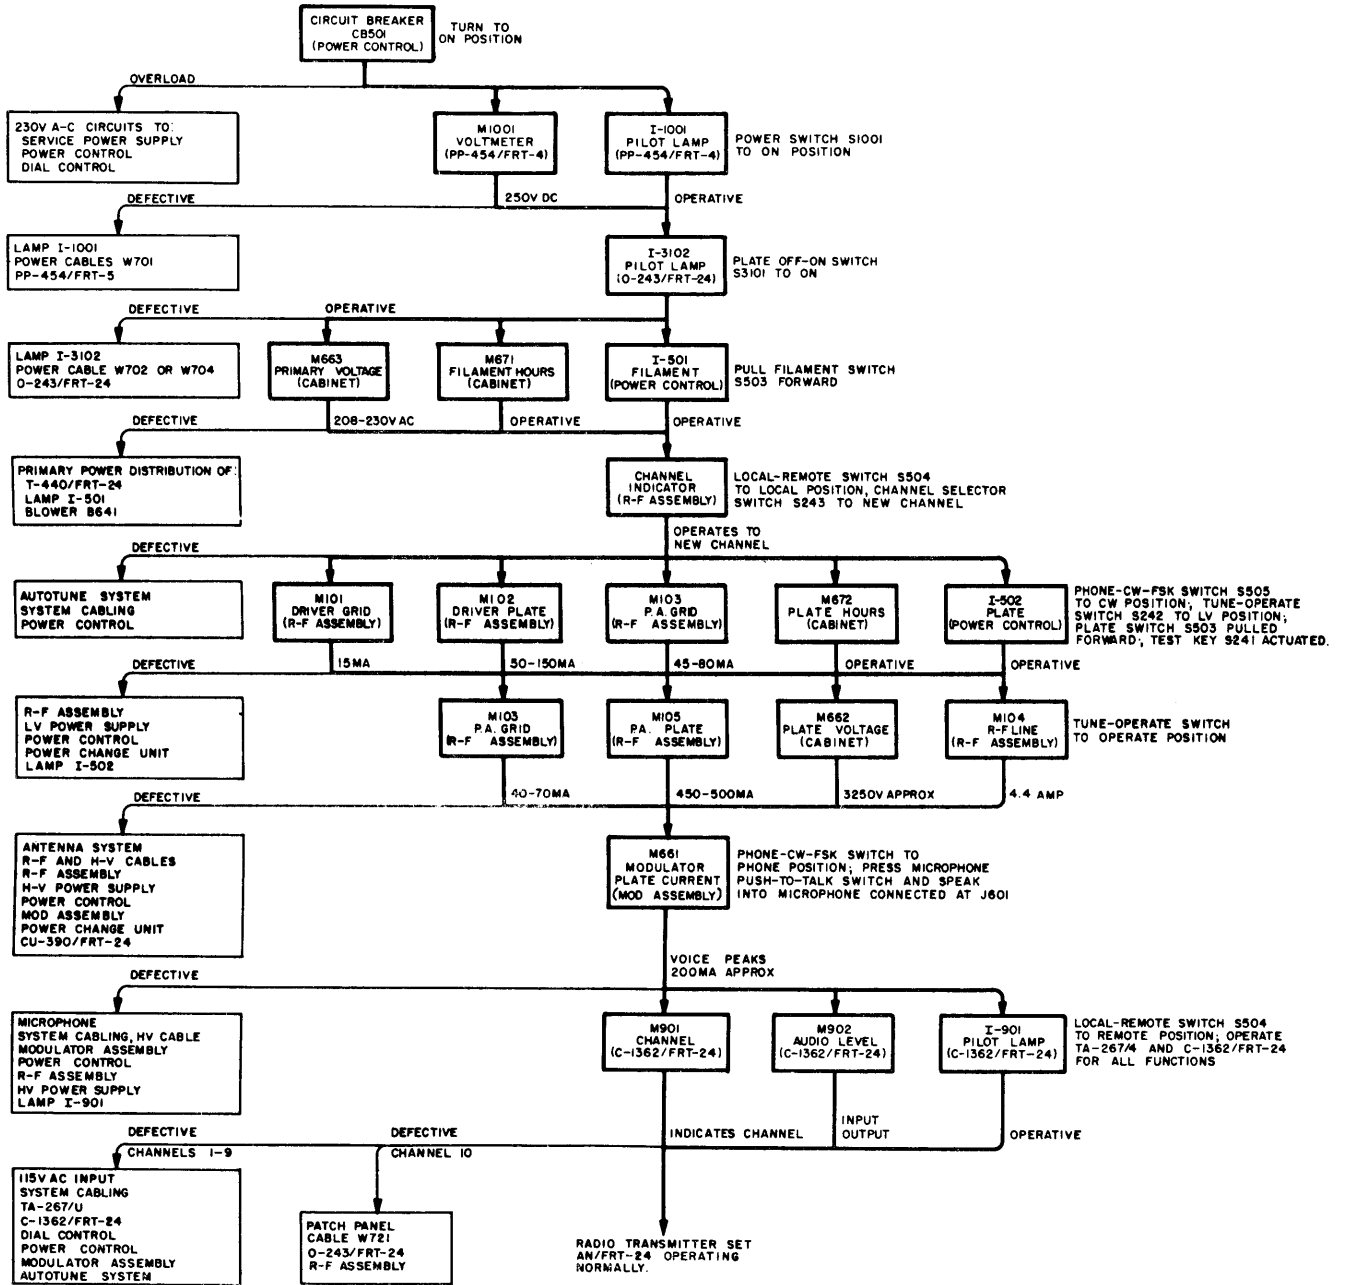 CIRCUIT BREAKER
CB501
(POWER CONTROL)
TURN TO
ON POSITION
OVERLOAD
230V A-C CIRCUITS TO:
SERVICE POWER SUPPLY
POWER CONTROL
DIAL CONTROL
M1001
VOLTMETER
(PP-454/FRT-4)
I-1001
PILOT LAMP
(PP-454/FRT-4)
POWER SWITCH S1001
TO ON POSITION
DEFECTIVE
250V DC
OPERATIVE
LAMP I-1001
POWER CABLES W701
PP-454/FRT-5
I-3102
PILOT LAMP
(O-243/FRT-24)
PLATE OFF-ON SWITCH
S3101 TO ON
DEFECTIVE
OPERATIVE
LAMP I-3102
POWER CABLE W702 OR W704
O-243/FRT-24
M663
PRIMARY VOLTAGE
(CABINET)
M671
FILAMENT HOURS
(CABINET)
I-501
FILAMENT
(POWER CONTROL)
PULL FILAMENT SWITCH
S503 FORWARD
DEFECTIVE
208-230V AC
OPERATIVE
OPERATIVE
PRIMARY POWER DISTRIBUTION OF:
T-440/FRT-24
LAMP I-501
BLOWER B641
CHANNEL
INDICATOR
(R-F ASSEMBLY)
LOCAL-REMOTE SWITCH S504
TO LOCAL POSITION, CHANNEL SELECTOR
SWITCH S243 TO NEW CHANNEL
DEFECTIVE
OPERATES TO
NEW CHANNEL
AUTOTUNE SYSTEM
SYSTEM CABLING
POWER CONTROL
M101
DRIVER GRID
(R-F ASSEMBLY)
M102
DRIVER PLATE
(R-F ASSEMBLY)
M103
P.A. GRID
(R-F ASSEMBLY)
M672
PLATE HOURS
(CABINET)
I-502
PLATE
(POWER CONTROL)
PHONE-CW-FSK SWITCH S505
TO CW POSITION; TUNE-OPERATE
SWITCH S242 TO LV POSITION;
PLATE SWITCH S503 PULLED
FORWARD; TEST KEY S241 ACTUATED.
DEFECTIVE
15MA
50-150MA
45-80MA
OPERATIVE
OPERATIVE
R-F ASSEMBLY
LV POWER SUPPLY
POWER CONTROL
POWER CHANGE UNIT
LAMP I-502
M103
P.A. GRID
(R-F ASSEMBLY)
M105
P.A. PLATE
(R-F ASSEMBLY)
M662
PLATE VOLTAGE
(CABINET)
M104
R-F LINE
(R-F ASSEMBLY)
TUNE-OPERATE SWITCH
TO OPERATE POSITION
DEFECTIVE
40-70MA
450-500MA
3250V APPROX
4.4 AMP
ANTENNA SYSTEM
R-F AND H-V CABLES
R-F ASSEMBLY
H-V POWER SUPPLY
POWER CONTROL
MOD ASSEMBLY
POWER CHANGE UNIT
CU-390/FRT-24
M661
MODULATOR
PLATE CURRENT
(MOD ASSEMBLY)
PHONE-CW-FSK SWITCH TO
PHONE POSITION; PRESS MICROPHONE
PUSH-TO-TALK SWITCH AND SPEAK
INTO MICROPHONE CONNECTED AT J601
DEFECTIVE
VOICE PEAKS
200MA APPROX
MICROPHONE
SYSTEM CABLING, HV CABLE
MODULATOR ASSEMBLY
POWER CONTROL
R-F ASSEMBLY
HV POWER SUPPLY
LAMP I-901
M901
CHANNEL
(C-1362/FRT-24)
M902
AUDIO LEVEL
(C-1362/FRT-24)
I-901
PILOT LAMP
(C-1362/FRT-24)
LOCAL-REMOTE SWITCH S504
TO REMOTE POSITION; OPERATE
TA-267/4 AND C-1362/FRT-24
FOR ALL FUNCTIONS
DEFECTIVE
CHANNELS 1-9
DEFECTIVE
CHANNEL 10
INDICATES CHANNEL
INPUT
OUTPUT
OPERATIVE
115V AC INPUT
SYSTEM CABLING
TA-267/U
C-1362/FRT-24
DIAL CONTROL
POWER CONTROL
MODULATOR ASSEMBLY
AUTOTUNE SYSTEM
PATCH PANEL
CABLE W721
O-243/FRT-24
R-F ASSEMBLY
RADIO TRANSMITTER SET
AN/FRT-24 OPERATING
NORMALLY.